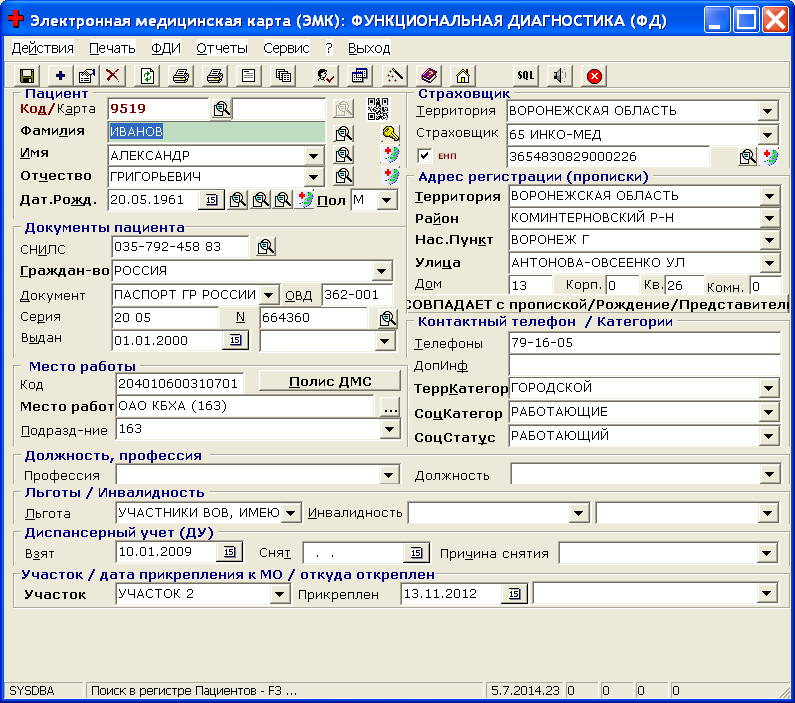 Электронная медицинская карта (ЭМК): ФУНКЦИОНАЛЬНАЯ ДИАГНОСТИКА (ФД)
Действия Печать ФДИ Отчеты Сервис ? Выход
SQL
Пациент
Код/Карта 9519
Фамилия ИВАНОВ
Имя АЛЕКСАНДР
Отчество ГРИГОРЬЕВИЧ
Дат.Рожд. 20.05.1961 15 Пол М
Документы пациента
СНИЛС 035-792-458 83
Граждан-во РОССИЯ
Документ ПАСПОРТ ГР РОССИИ ОВД 362-001
Серия 20 05 N 664360
Выдан 01.01.2000 15
Место работы
Код 204010600310701 Полис ДМС
Место работ ОАО КБХА (163) ...
Подразд-ние 163
Страховщик
Территория ВОРОНЕЖСКАЯ ОБЛАСТЬ
Страховщик 65 ИНКО-МЕД
ЕНП 3654830829000226
Адрес регистрации (прописки)
Территория ВОРОНЕЖСКАЯ ОБЛАСТЬ
Район КОМИНТЕРНОВСКИЙ Р-Н
Нас.Пункт ВОРОНЕЖ Г
Улица АНТОНОВА-ОВСЕЕНКО УЛ
Дом 13 Корп. 0 Кв. 26 Комн. 0
СОВПАДАЕТ с пропиской/Рождение/Представитель
Контактный телефон / Категории
Телефоны 79-16-05
ДопИнф
ТеррКатегор ГОРОДСКОЙ
СоцКатегор РАБОТАЮЩИЕ
СоцСтатус РАБОТАЮЩИЙ
Должность, профессия
Профессия Должность
Льготы / Инвалидность
Льгота УЧАСТНИКИ ВОВ, ИМЕЮ Инвалидность
Диспансерный учет (ДУ)
Взят 10.01.2009 15 Снят . . 15 Причина снятия
Участок / дата прикрепления к МО / откуда откреплен
Участок УЧАСТОК 2 Прикреплен 13.11.2012 15
SYSDBA Поиск в регистре Пациентов - F3 ... 5.7.2014.23 0 0 0 0